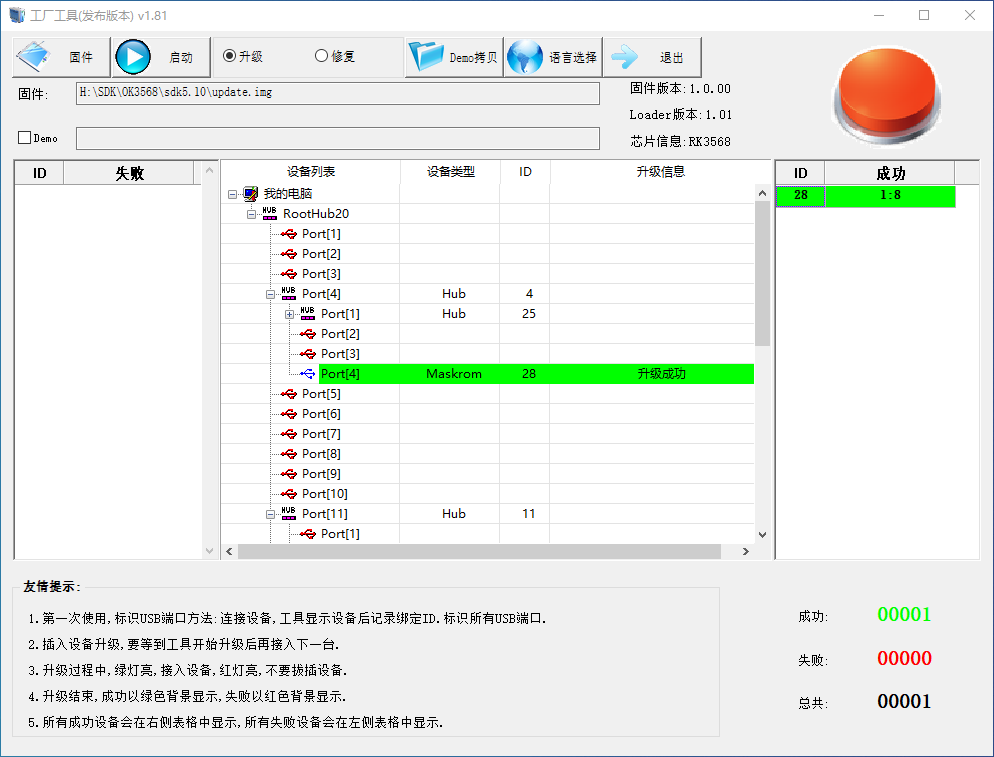 工厂工具(发布版本) v1.81
固件 启动 升级 修复 Demo拷贝 语言选择 退出
固件: H:\SDK\OK3568\sdk5.10\update.img
固件版本:1.0.00
Loader版本:1.01
Demo
芯片信息:RK3568
ID 失败
设备列表 设备类型 ID 升级信息
我的电脑
HUB RootHub20
Port[1]
Port[2]
Port[3]
HUB Port[4] Hub 4
HUB Port[1] Hub 25
Port[2]
Port[3]
Port[4] Maskrom 28 升级成功
Port[5]
Port[6]
Port[7]
Port[8]
Port[9]
Port[10]
HUB Port[11] Hub 11
Port[1]
ID 成功
28 1:8
友情提示:
1.第一次使用,标识USB端口方法:连接设备,工具显示设备后记录绑定ID.标识所有USB端口.
2.插入设备升级,要等到工具开始升级后再接入下一台.
3.升级过程中,绿灯亮,接入设备,红灯亮,不要拔插设备.
4.升级结束,成功以绿色背景显示,失败以红色背景显示.
5.所有成功设备会在右侧表格中显示,所有失败设备会在左侧表格中显示.
成功: 00001
失败: 00000
总共: 00001